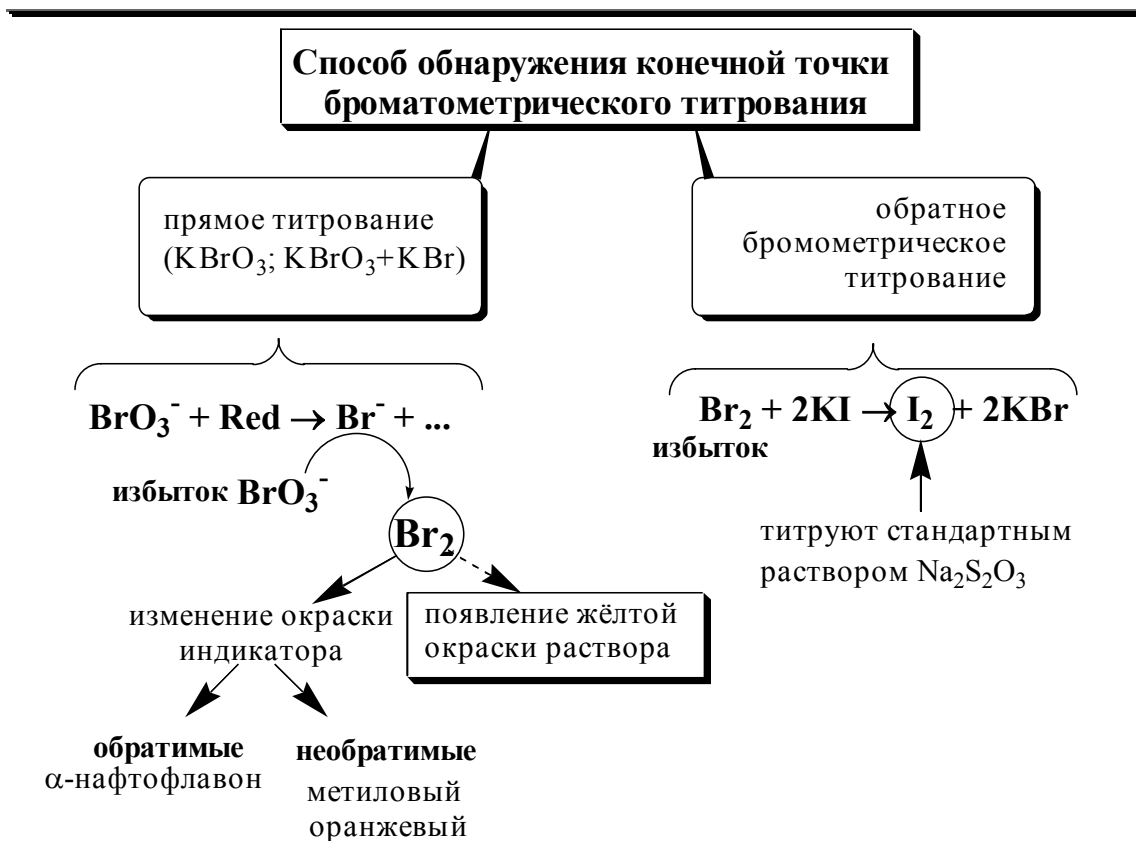 Способ обнаружения конечной точки
броматометрического титрования
прямое титрование
(KBrO₃; KBrO₃+KBr)
обратное
бромометрическое
титрование
BrO₃⁻ + Red → Br⁻ + ...
избыток BrO₃⁻
Br₂
изменение окраски
индикатора
появление жёлтой
окраски раствора
обратимые
α-нафтофлавон
необратимые
метиловый
оранжевый
Br₂ + 2KI → I₂ + 2KBr
избыток
титруют стандартным
раствором Na₂S₂O₃